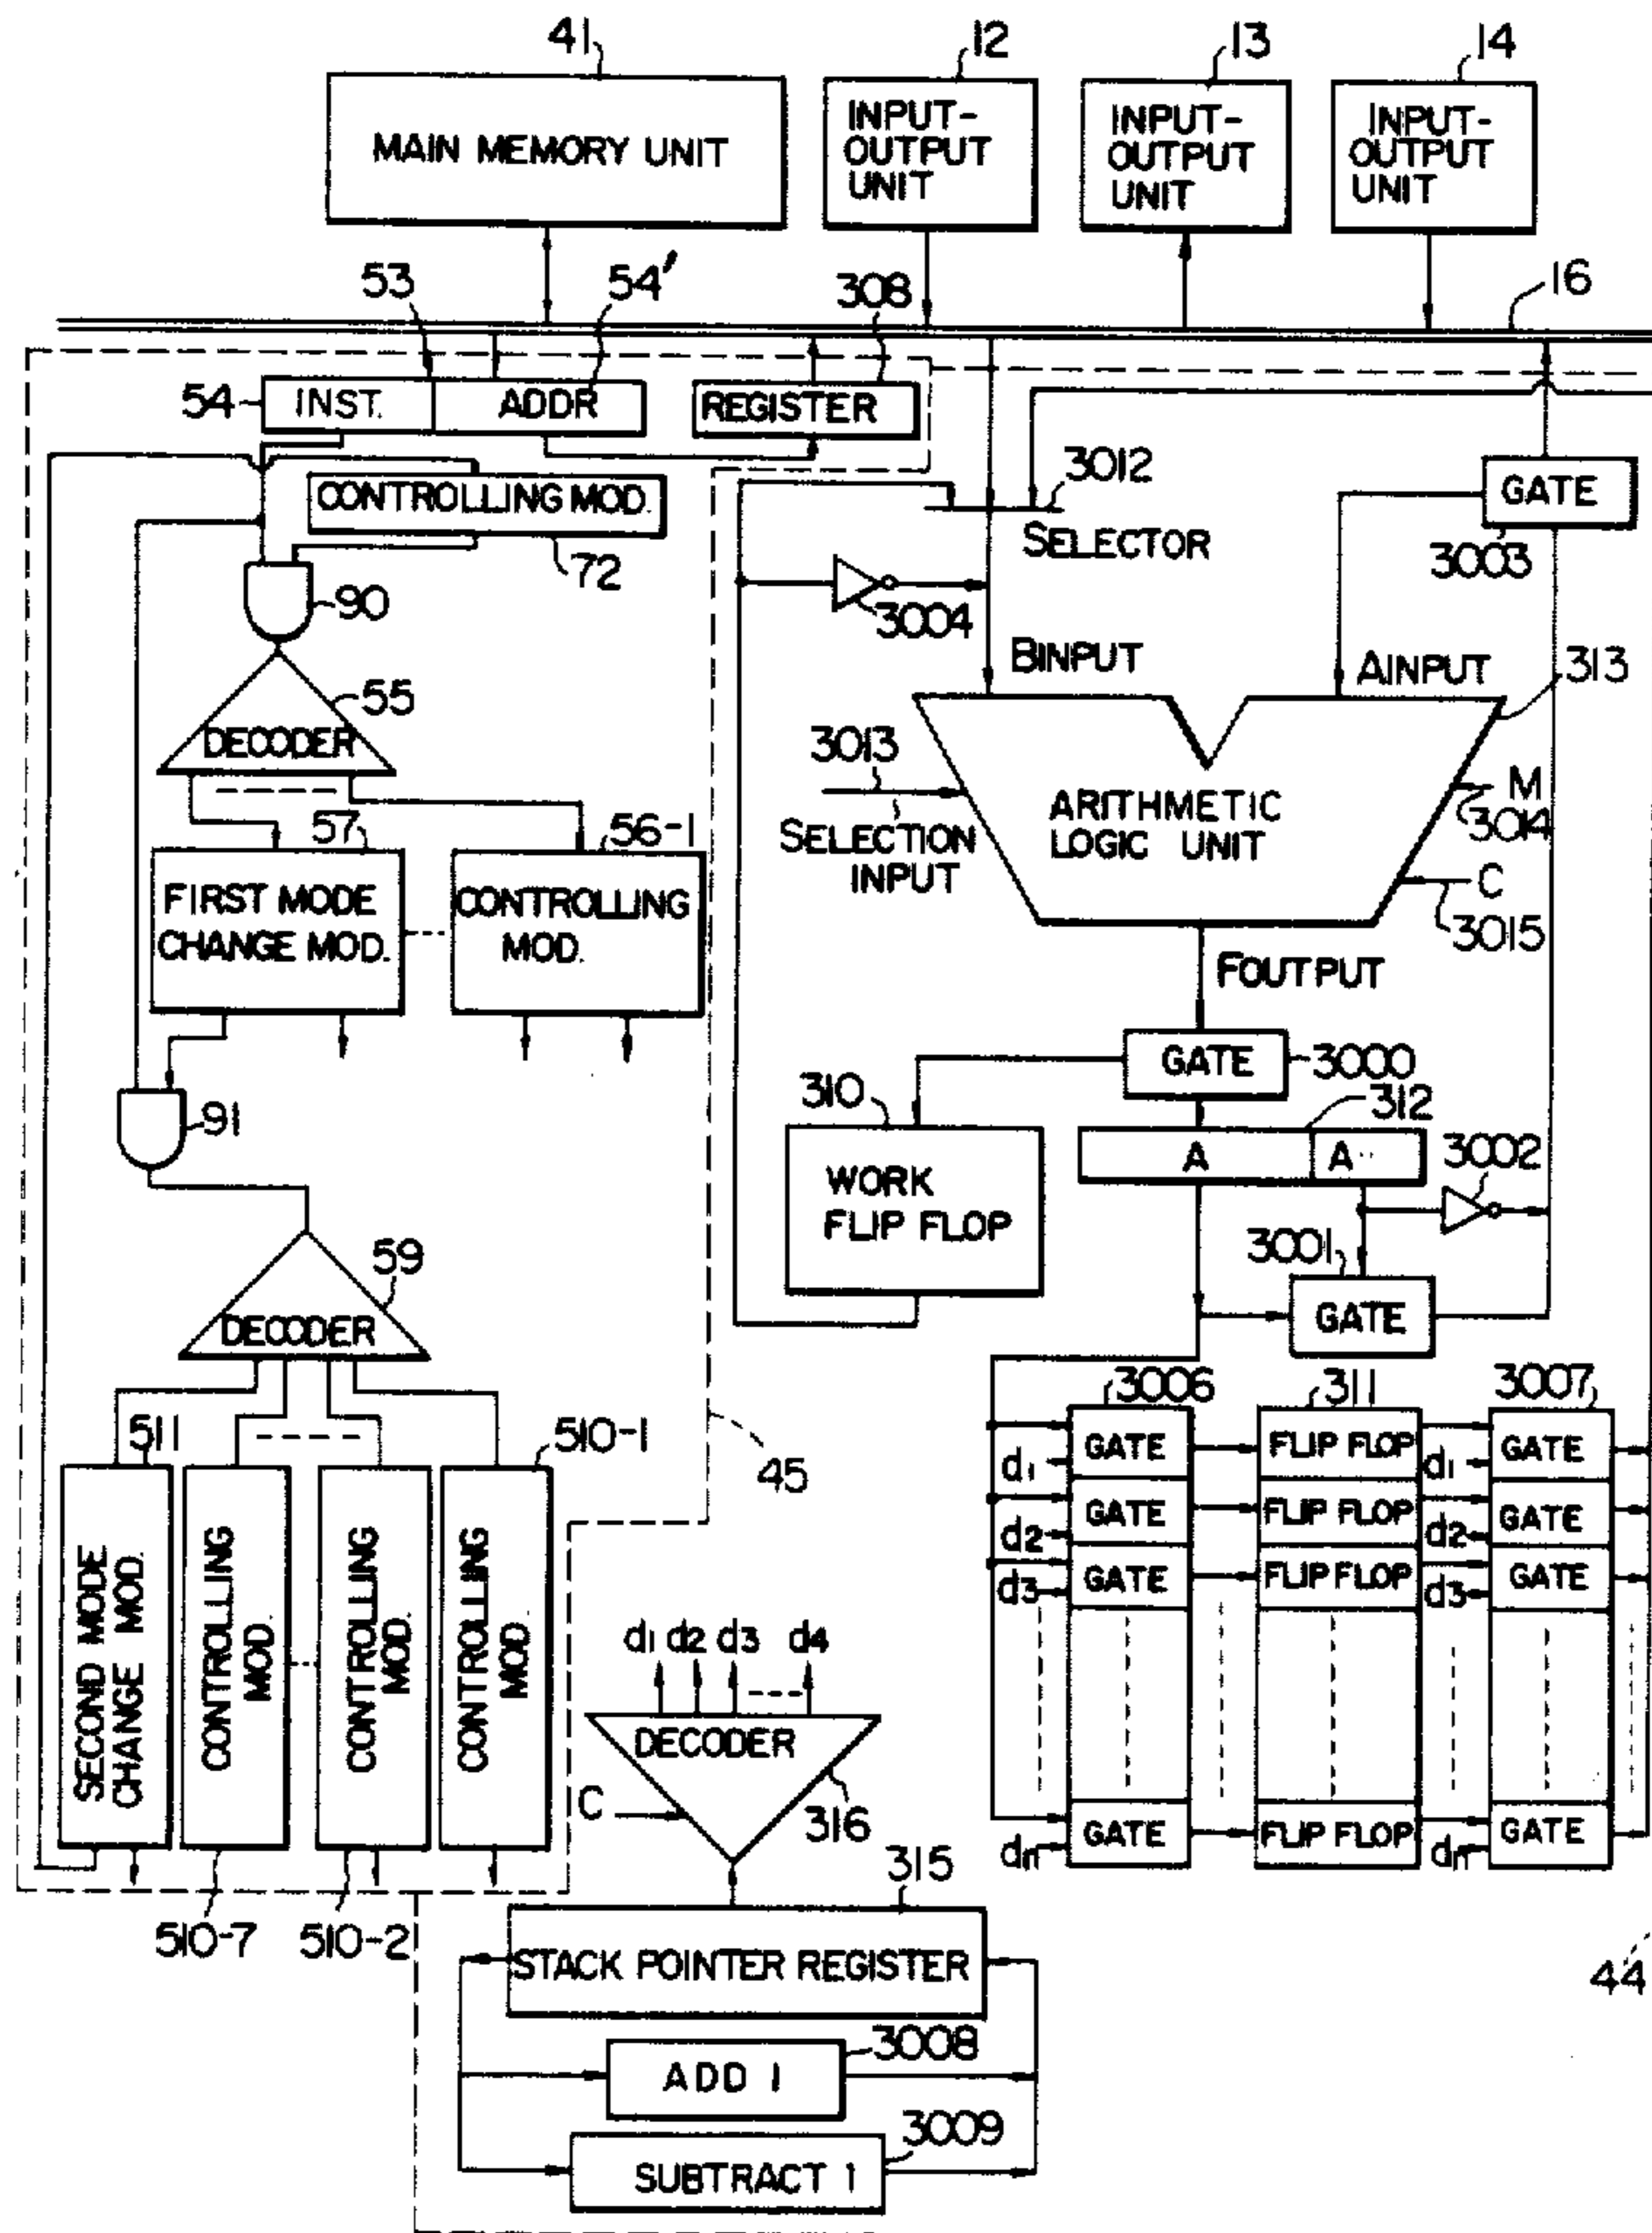 41
12
13
14
MAIN MEMORY UNIT
INPUT-
OUTPUT
UNIT
INPUT-
OUTPUT
UNIT
INPUT-
OUTPUT
UNIT
53
54'
308
16
54
INST.
ADDR
REGISTER
CONTROLLING MOD.
72
3012
SELECTOR
GATE
3003
90
3004
BINPUT
AINPUT
313
55
DECODER
3013
SELECTION
INPUT
ARITHMETIC
LOGIC UNIT
M
3014
C
3015
57
56-1
FIRST MODE
CHANGE MOD.
CONTROLLING
MOD.
FOUTPUT
GATE
3000
91
310
312
WORK
FLIP FLOP
A
A
3002
3001
GATE
59
DECODER
3006
311
3007
511
510-1
45
GATE
FLIP FLOP
GATE
d1
d1
GATE
FLIP FLOP
GATE
d2
d2
GATE
FLIP FLOP
GATE
d3
d3
SECOND MODE
CHANGE MOD.
CONTROLLING
MOD
CONTROLLING
MOD.
CONTROLLING
MOD.
d1 d2 d3 d4
DECODER
C
316
GATE
FLIP FLOP
GATE
dn
dn
510-7
510-2
315
STACK POINTER REGISTER
44
3008
ADD 1
3009
SUBTRACT 1